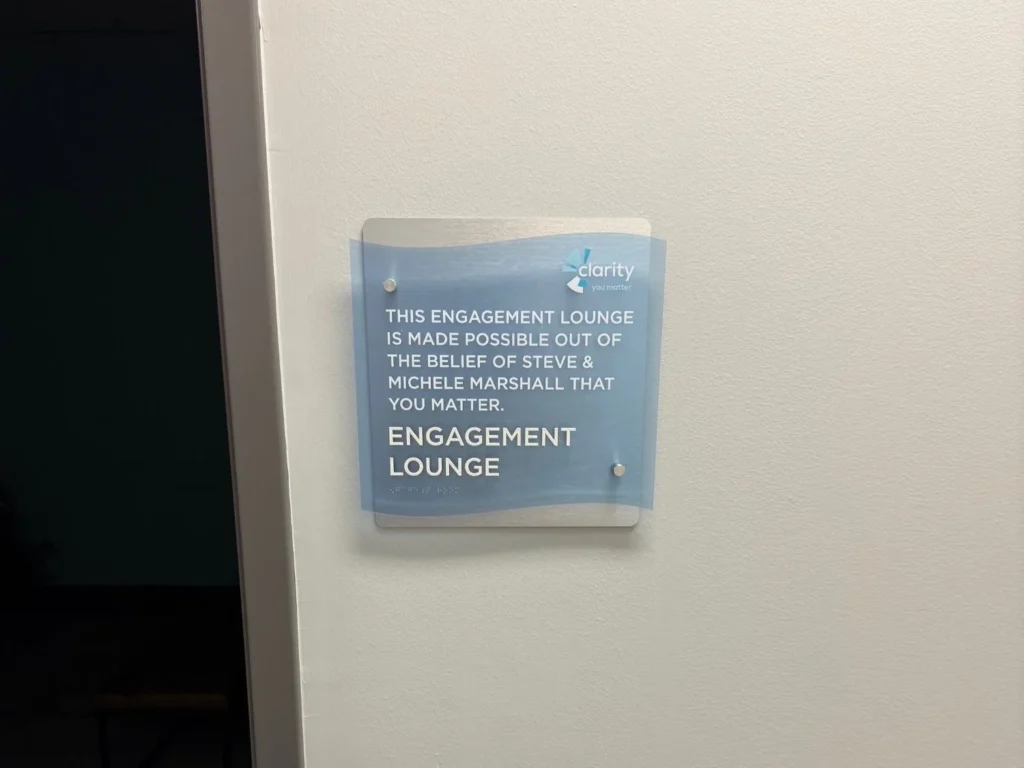 clarity
you matter
THIS ENGAGEMENT LOUNGE
IS MADE POSSIBLE OUT OF
THE BELIEF OF STEVE &
MICHELE MARSHALL THAT
YOU MATTER.
ENGAGEMENT
LOUNGE